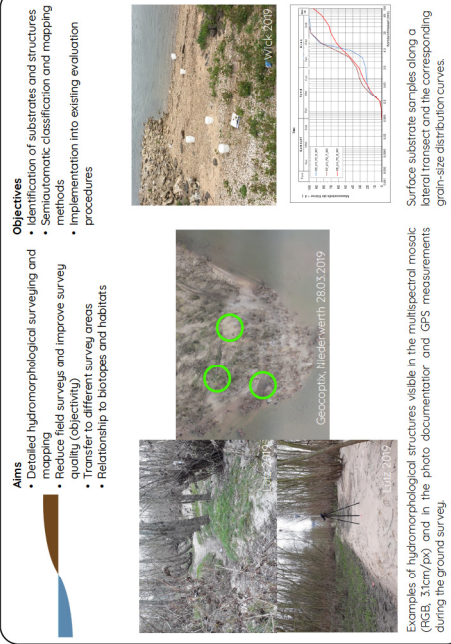 Aims
• Detailed hydromorphological surveying and
mapping
• Reduce field surveys and improve survey
quality (objectivity)
• Transfer to different survey areas
• Relationship to biotopes and habitats
Objectives
• Identification of substrates and structures
• Semiautomatic classification and mapping
methods
• Implementation into existing evaluation
procedures
2019
Lutz 2019
Geocoptix, Niederwerth 28.03.2019
Wick 2019
Examples of hydromorphological structures visible in the multispectral mosaic
(RGB, 3.1cm/px) and in the photo documentation and GPS measurements
during the ground survey.
Surface substrate samples along a
lateral transect and the corresponding
grain-size distribution curves.